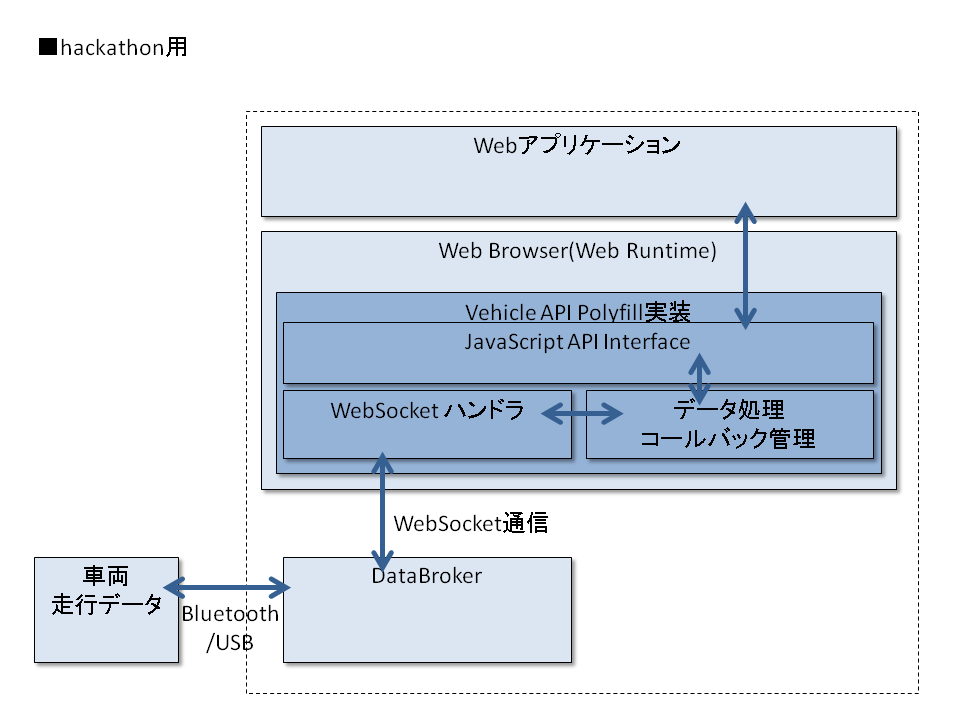 ■hackathon用
Webアプリケーション
Web Browser(Web Runtime)
Vehicle API Polyfill実装
JavaScript API Interface
WebSocket ハンドラ
データ処理
コールバック管理
WebSocket通信
車両
走行データ
Bluetooth
/USB
DataBroker